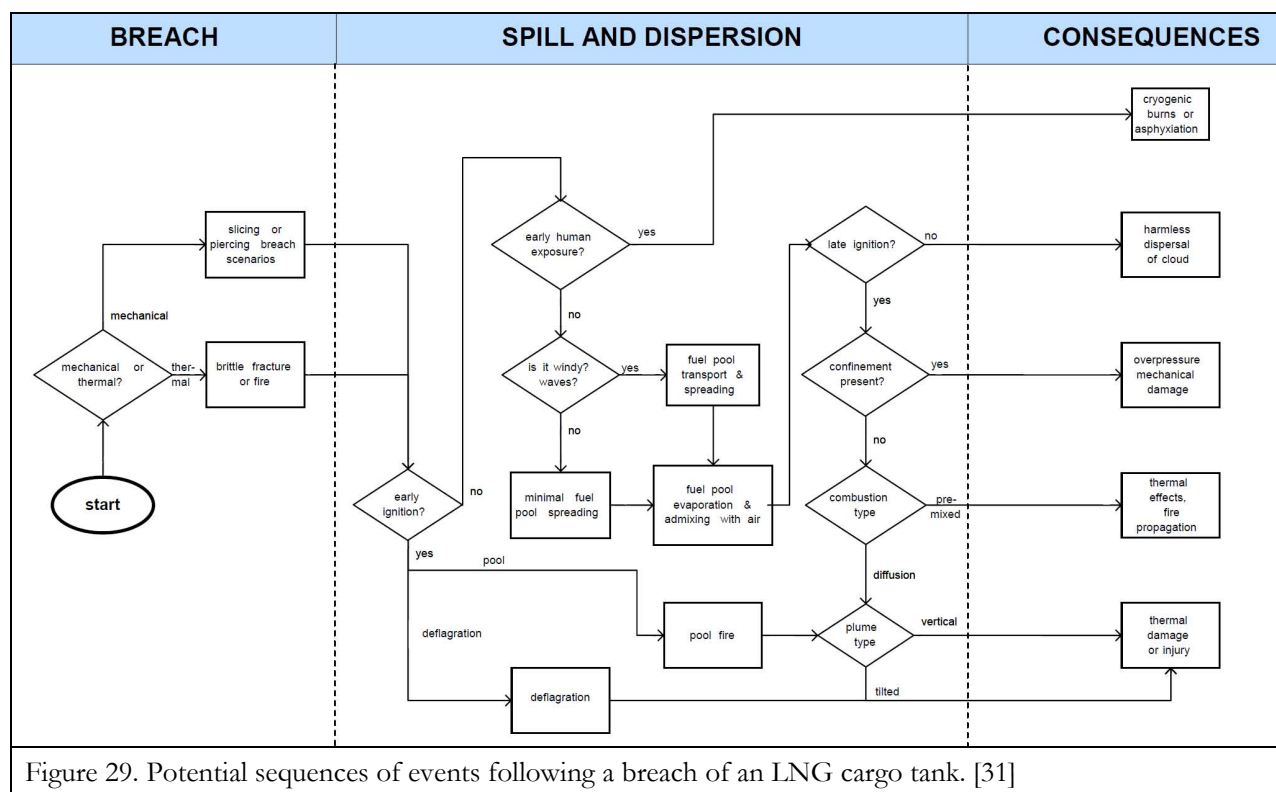 BREACH
SPILL AND DISPERSION
CONSEQUENCES
cryogenic
burns or
asphyxiation
slicing or
piercing breach
scenarios
early human
exposure?
yes
late ignition?
no
harmless
dispersal
of cloud
mechanical
no
yes
mechanical or
thermal?
ther-
mal
brittle fracture
or fire
is it windy?
waves?
yes
fuel pool
transport &
spreading
confinement
present?
yes
overpressure
mechanical
damage
no
no
start
early
ignition?
no
minimal fuel
pool spreading
fuel pool
evaporation &
admixing with air
combustion
type
pre-
mixed
thermal
effects,
fire
propagation
yes
pool
diffusion
deflagration
pool fire
plume
type
vertical
thermal
damage
or injury
deflagration
tilted
Figure 29. Potential sequences of events following a breach of an LNG cargo tank. [31]